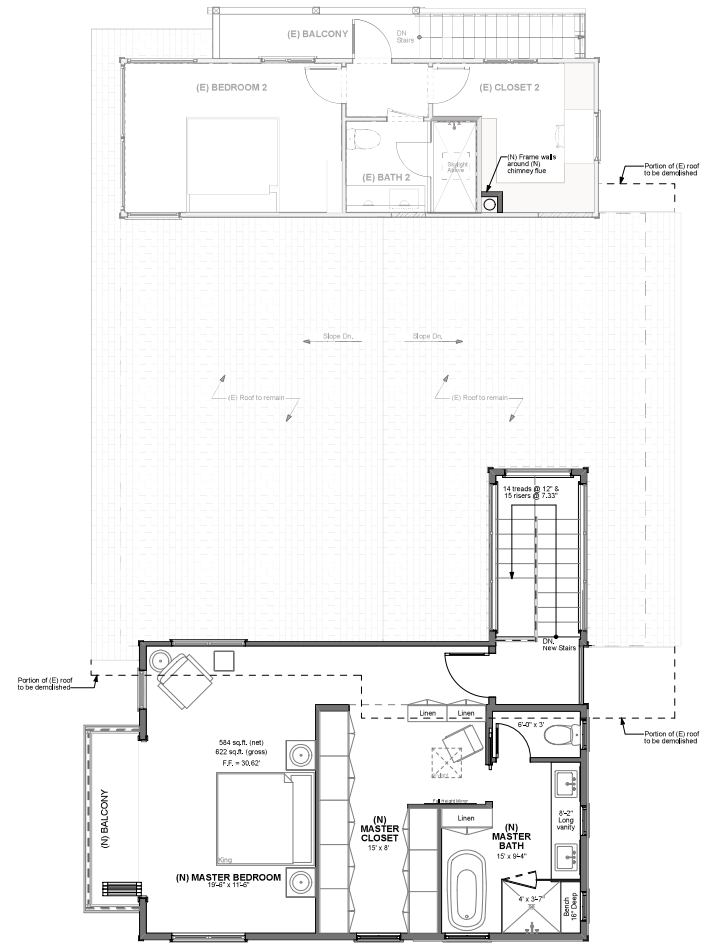 (E) BALCONY
DN
Stairs
(E) BEDROOM 2
(E) CLOSET 2
(N) Frame walls
around (N)
chimney flue
Skylight
Above
(E) BATH 2
Portion of (E) roof
to be demolished
Slope Dn.
Slope Dn.
(E) Roof to remain
(E) Roof to remain
14 treads @ 12" &
15 risers @ 7.33"
DN.
New Stairs
Portion of (E) roof
to be demolished
Linen
Linen
6'-0" x 3'
Portion of (E) roof
to be demolished
584 sq.ft. (net)
622 sq.ft. (gross)
F.F. = 30.62'
(N) BALCONY
Full Height Mirror
Linen
8'-2"
Long
vanity
(N)
MASTER
CLOSET
15' x 8'
(N)
MASTER
BATH
15' x 9'-4"
King
(N) MASTER BEDROOM
19'-6" x 11'-6"
4' x 3'-7"
Bench
16" Deep